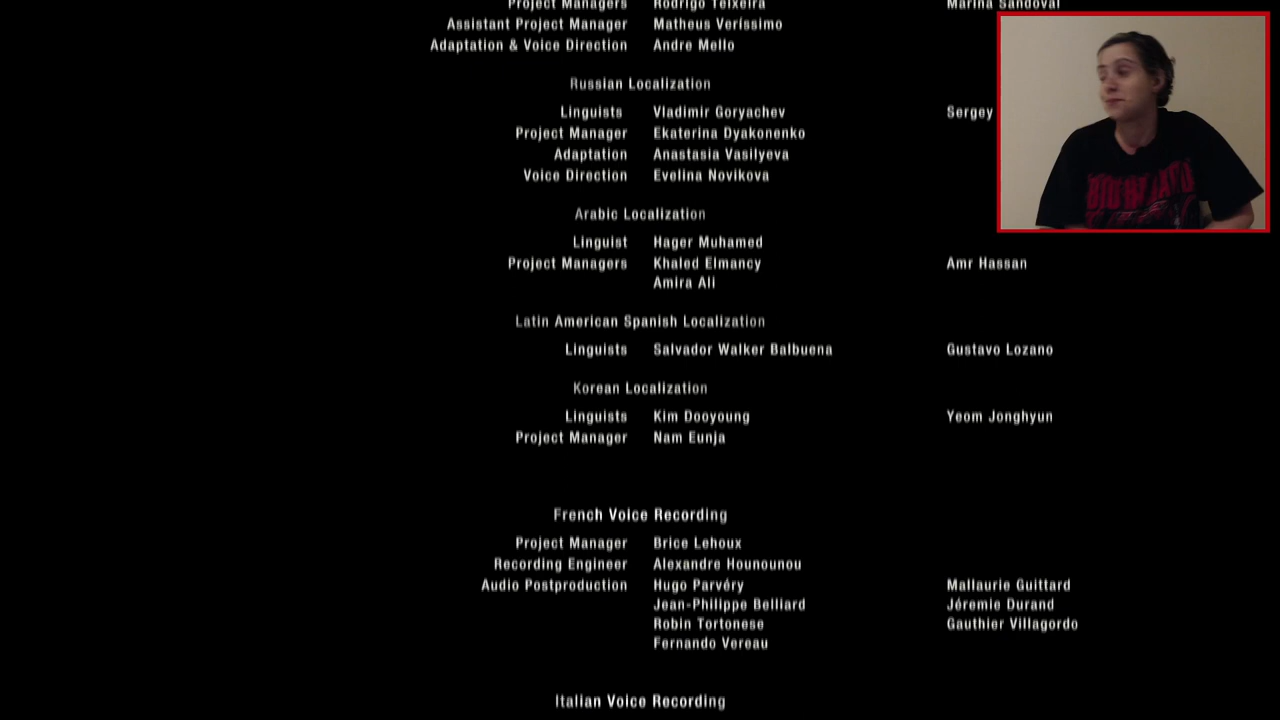 Project Managers Rodrigo Teixeira Marina Sandoval
Assistant Project Manager Matheus Veríssimo
Adaptation & Voice Direction Andre Mello
Russian Localization
Linguists Vladimir Goryachev Sergey
Project Manager Ekaterina Dyakonenko
Adaptation Anastasia Vasilyeva
Voice Direction Evelina Novikova
Arabic Localization
Linguist Hager Muhamed
Project Managers Khaled Elmancy Amr Hassan
Amira Ali
Latin American Spanish Localization
Linguists Salvador Walker Balbuena Gustavo Lozano
Korean Localization
Linguists Kim Dooyoung Yeom Jonghyun
Project Manager Nam Eunja
French Voice Recording
Project Manager Brice Lehoux
Recording Engineer Alexandre Hounounou
Audio Postproduction Hugo Parvéry Mallaurie Guittard
Jean-Philippe Belliard Jéremie Durand
Robin Tortonese Gauthier Villagordo
Fernando Vereau
Italian Voice Recording